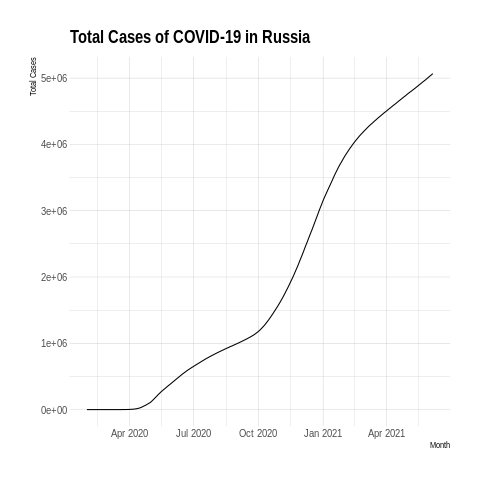 Total Cases of COVID-19 in Russia
Total Cases
5e+06
4e+06
3e+06
2e+06
1e+06
0e+00
Apr 2020 Jul 2020 Oct 2020 Jan 2021 Apr 2021
Month